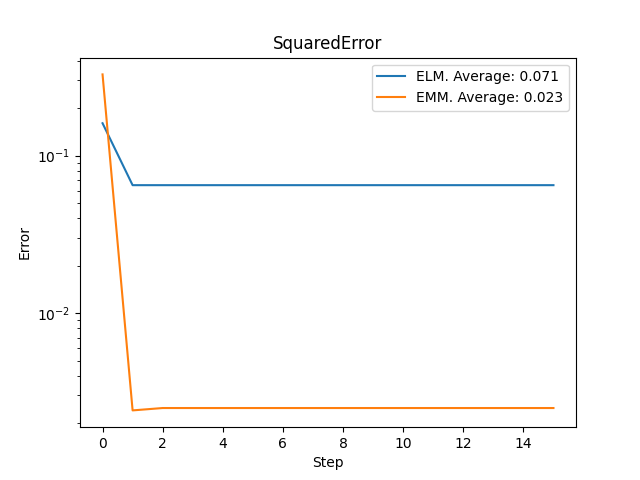 SquaredError
ELM. Average: 0.071
EMM. Average: 0.023
10⁻¹
10⁻²
Error
0 2 4 6 8 10 12 14
Step